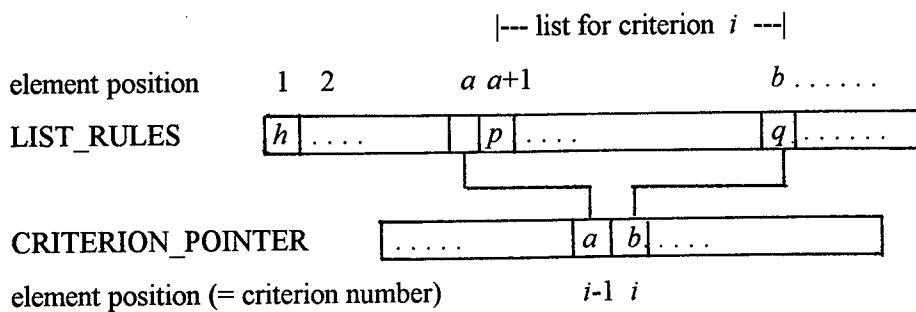 |--- list for criterion i ---|
element position 1 2 a a+1 b . . . . . .
LIST_RULES h . . . . p . . . . q . . . . . .
CRITERION_POINTER . . . . . a b . . . .
element position (= criterion number) i-1 i